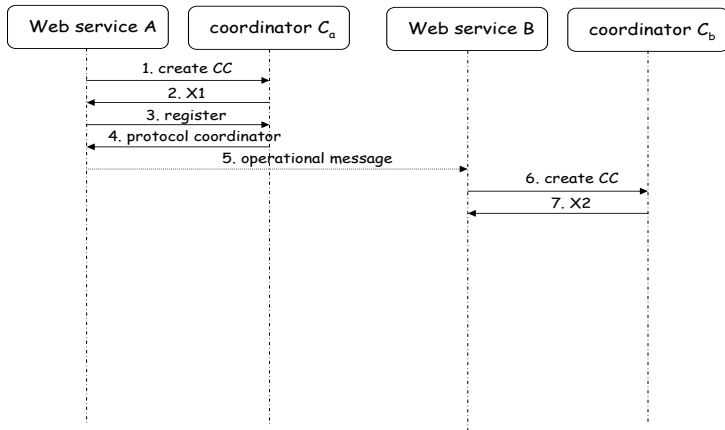 Web service A
coordinator Ca
Web service B
coordinator Cb
1. create CC
2. X1
3. register
4. protocol coordinator
5. operational message
6. create CC
7. X2